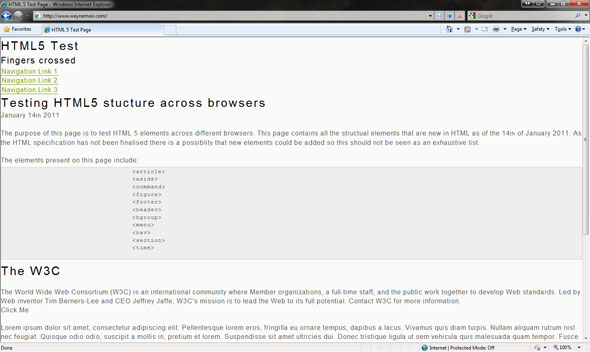 HTML 5 Test Page - Windows Internet Explorer
http://www.waynemoir.com/
Google
Favorites HTML 5 Test Page Page Safety Tools
HTML5 Test
Fingers crossed
Navigation Link 1
Navigation Link 2
Navigation Link 3
Testing HTML5 stucture across browsers
January 14th 2011
The purpose of this page is to test HTML 5 elements across different browsers. This page contains all the structual elements that are new in HTML as of the 14th of January 2011. As
the HTML specification has not been finalised there is a possiblity that new elements could be added so this should not be seen as an exhaustive list.
The elements present on this page include:
<article>
<aside>
<command>
<figure>
<footer>
<header>
<hgroup>
<menu>
<nav>
<section>
<time>
The W3C
The World Wide Web Consortium (W3C) is an international community where Member organizations, a full-time staff, and the public work together to develop Web standards. Led by
Web inventor Tim Berners-Lee and CEO Jeffrey Jaffe, W3C's mission is to lead the Web to its full potential. Contact W3C for more information.
Click Me
Lorem ipsum dolor sit amet, consectetur adipiscing elit. Pellentesque lorem eros, fringilla eu ornare tempus, dapibus a lacus. Vivamus quis diam turpis. Nullam aliquam rutrum nisl
nec feugiat. Quisque odio odio, suscipit a mollis in, pretium et lorem. Suspendisse sit amet ultricies dui. Donec tristique ligula ut sem vehicula quis malesuada quam tempor. Fusce
Done Internet | Protected Mode: Off 100%